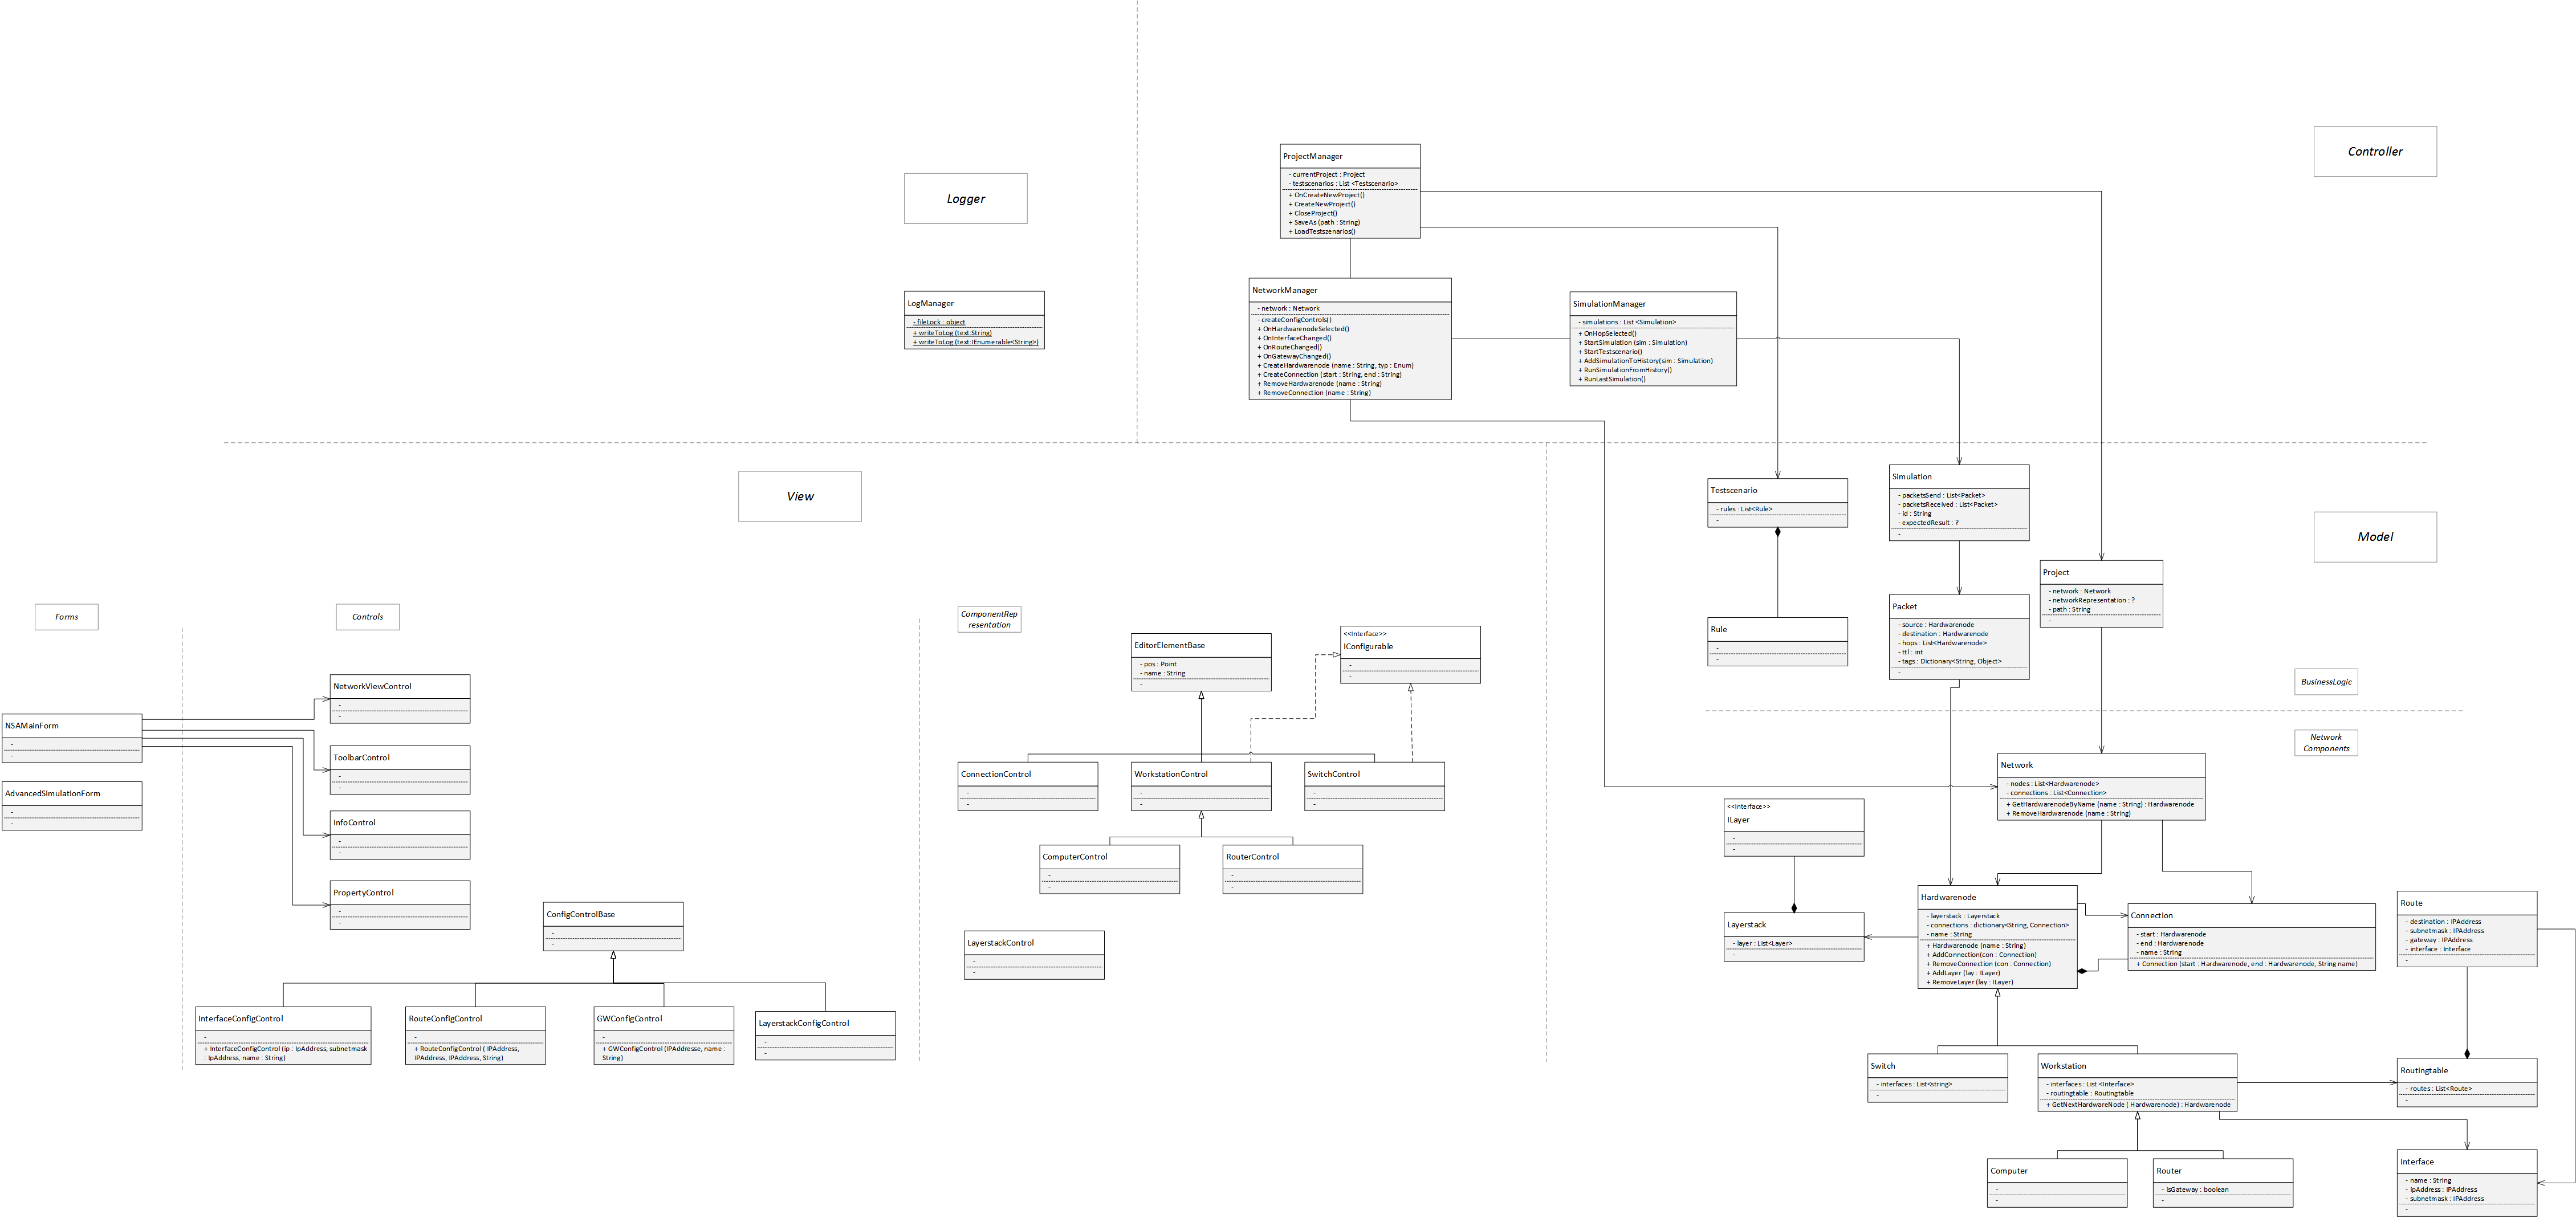 Controller
ProjectManager
- currentProject : Project
- testscenarios : List <Testscenario>
+ OnCreateNewProject()
+ CreateNewProject()
+ CloseProject()
+ SaveAs (path : String)
+ LoadTestszenarios()
Logger
LogManager
- fileLock : object
+ writeToLog (text:String)
+ writeToLog (text:IEnumerable<String>)
NetworkManager
- network : Network
- createConfigControls()
+ OnHardwarenodeSelected()
+ OnInterfaceChanged()
+ OnRouteChanged()
+ OnGatewayChanged()
+ CreateHardwarenode (name : String, typ : Enum)
+ CreateConnection (start : String, end : String)
+ RemoveHardwarenode (name : String)
+ RemoveConnection (name : String)
SimulationManager
- simulations : List <Simulation>
+ OnHopSelected()
+ StartSimulation (sim : Simulation)
+ StartTestscenario()
+ AddSimulationToHistory(sim : Simulation)
+ RunSimulationFromHistory()
+ RunLastSimulation()
View
Forms
NSAMainForm
-
-
AdvancedSimulationForm
-
-
Controls
NetworkViewControl
-
-
ToolbarControl
-
-
InfoControl
-
-
PropertyControl
-
-
ConfigControlBase
-
-
InterfaceConfigControl
-
+ InterfaceConfigControl (ip : IpAddress, subnetmask
: IpAddress, name : String)
RouteConfigControl
-
+ RouteConfigControl ( IPAddress,
IPAddress, IPAddress, String)
GWConfigControl
-
+ GWConfigControl (IPAddresse, name :
String)
LayerstackConfigControl
-
-
ComponentRep
resentation
EditorElementBase
- pos : Point
- name : String
-
<<Interface>>
IConfigurable
-
-
ConnectionControl
-
-
WorkstationControl
-
-
SwitchControl
-
-
ComputerControl
-
-
RouterControl
-
-
LayerstackControl
-
-
Model
Testscenario
- rules : List<Rule>
-
Simulation
- packetsSend : List<Packet>
- packetsReceived : List<Packet>
- id : String
- expectedResult : ?
-
Project
- network : Network
- networkRepresentation : ?
- path : String
-
Packet
- source : Hardwarenode
- destination : Hardwarenode
- hops : List<Hardwarenode>
- ttl : int
- tags : Dictionary<String, Object>
-
Rule
-
-
BusinessLogic
Network
Components
Network
- nodes : List<Hardwarenode>
- connections : List<Connection>
+ GetHardwarenodeByName (name : String) : Hardwarenode
+ RemoveHardwarenode (name : String)
<<Interface>>
ILayer
-
-
Layerstack
- layer : List<Layer>
-
Hardwarenode
- layerstack : Layerstack
- connections : dictionary<String, Connection>
- name : String
+ Hardwarenode (name : String)
+ AddConnection(con : Connection)
+ RemoveConnection (con : Connection)
+ AddLayer (lay : ILayer)
+ RemoveLayer (lay : ILayer)
Connection
- start : Hardwarenode
- end : Hardwarenode
- name : String
+ Connection (start : Hardwarenode, end : Hardwarenode, String name)
Route
- destination : IPAddress
- subnetmask : IPAddress
- gateway : IPAddress
- interface : Interface
-
Switch
- interfaces : List<string>
-
Workstation
- interfaces : List <Interface>
- routingtable : Routingtable
+ GetNextHardwareNode ( Hardwarenode) : Hardwarenode
Routingtable
- routes : List<Route>
-
Computer
-
-
Router
- isGateway : boolean
-
Interface
- name : String
- ipAddress : IPAddress
- subnetmask : IPAddress
-